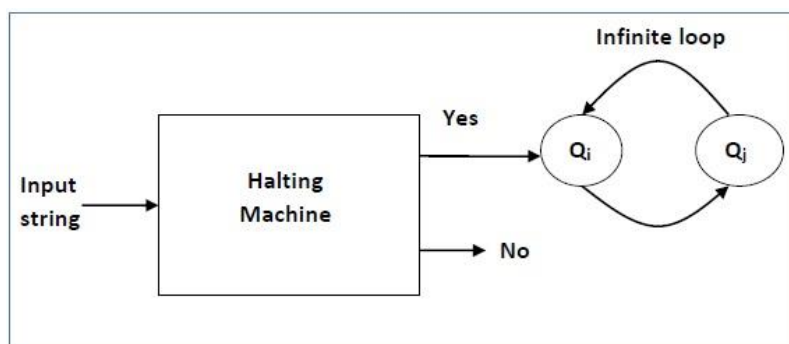 Infinite loop
Yes
Qi
Qj
Input
string
Halting
Machine
No